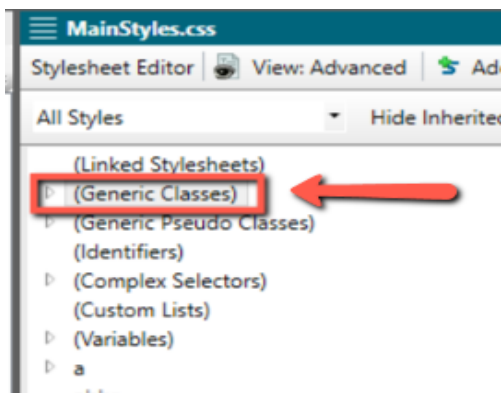 MainStyles.css
Stylesheet Editor View: Advanced Ad
All Styles Hide Inherited
(Linked Stylesheets)
(Generic Classes)
(Generic Pseudo Classes)
(Identifiers)
(Complex Selectors)
(Custom Lists)
(Variables)
a